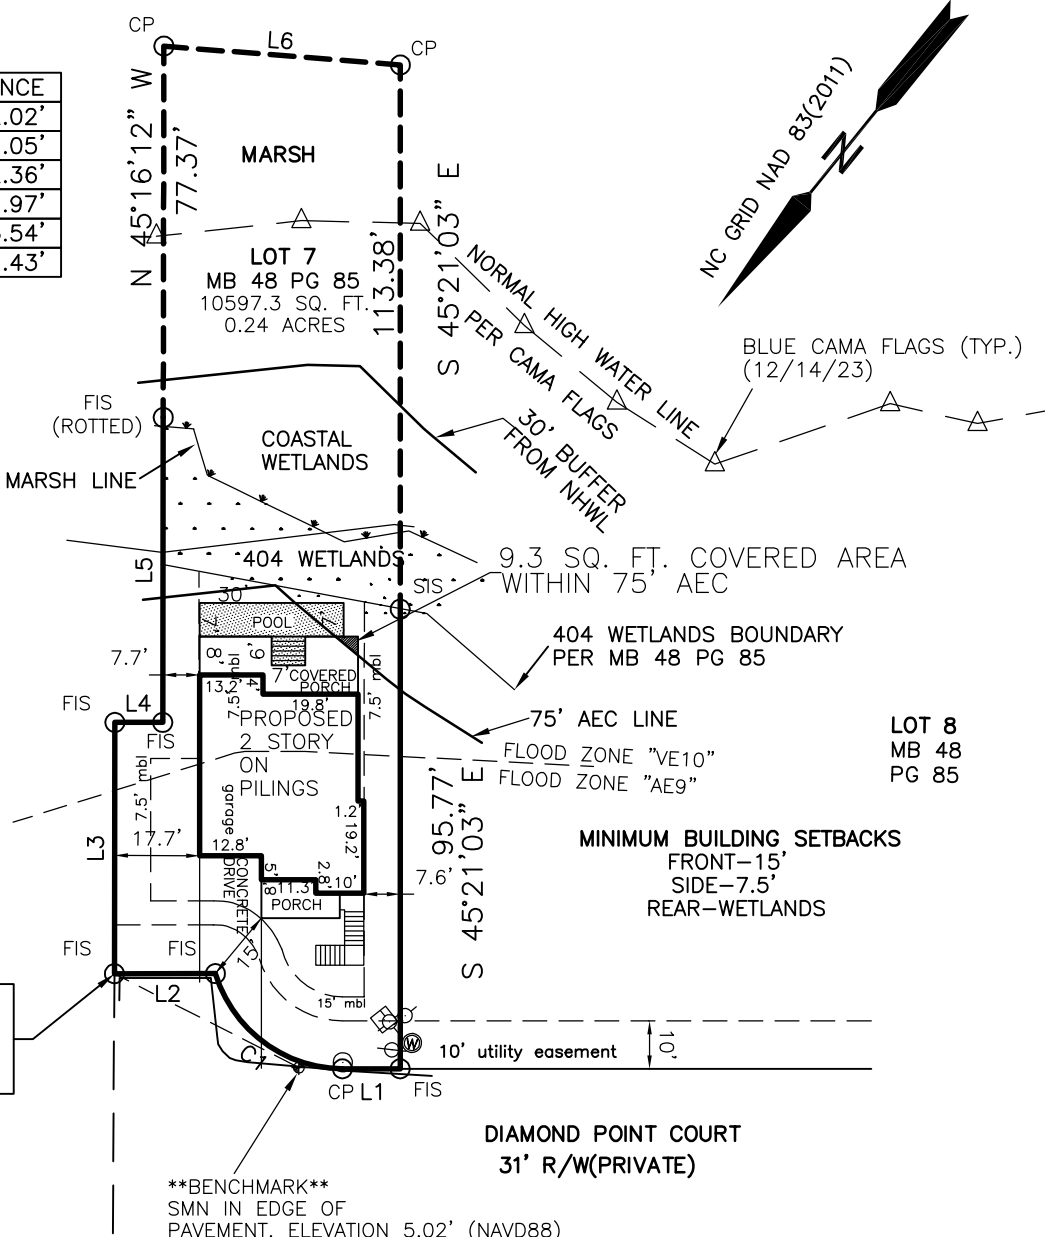 CP
L6
CP
NCE
.02'
.05'
.36'
.97'
.54'
.43'
N 45°16'12" W
77.37'
MARSH
S 45°21'03" E
113.38'
NC GRID NAD 83(2011)
N
LOT 7
MB 48 PG 85
10597.3 SQ. FT.
0.24 ACRES
NORMAL HIGH WATER LINE
PER CAMA FLAGS
BLUE CAMA FLAGS (TYP.)
(12/14/23)
FIS
(ROTTED)
COASTAL
WETLANDS
30' BUFFER
FROM NHWL
MARSH LINE
404 WETLANDS
9.3 SQ. FT. COVERED AREA
WITHIN 75' AEC
L5
SIS
30'
7'
POOL
7'
404 WETLANDS BOUNDARY
PER MB 48 PG 85
7.7'
8'
9'
7'
COVERED
PORCH
7.5' mbl
13.2'
4'
19.8'
7.5' mbl
FIS
L4
FIS
75' AEC LINE
PROPOSED
2 STORY
ON
PILINGS
LOT 8
MB 48
PG 85
FLOOD ZONE "VE10"
FLOOD ZONE "AE9"
7.5' mbl
garage
95.77'
S 45°21'03" E
1.2'
19.2'
L3
17.7'
12.8'
MINIMUM BUILDING SETBACKS
FRONT-15'
SIDE-7.5'
REAR-WETLANDS
CONCRETE
DRIVE
5'
8'
11.3'
2.8'
10'
7.6'
PORCH
FIS
FIS
15'
L2
15' mbl
W
10' utility easement
10'
CP
L1
FIS
DIAMOND POINT COURT
31' R/W(PRIVATE)
**BENCHMARK**
SMN IN EDGE OF
PAVEMENT. ELEVATION 5.02' (NAVD88)